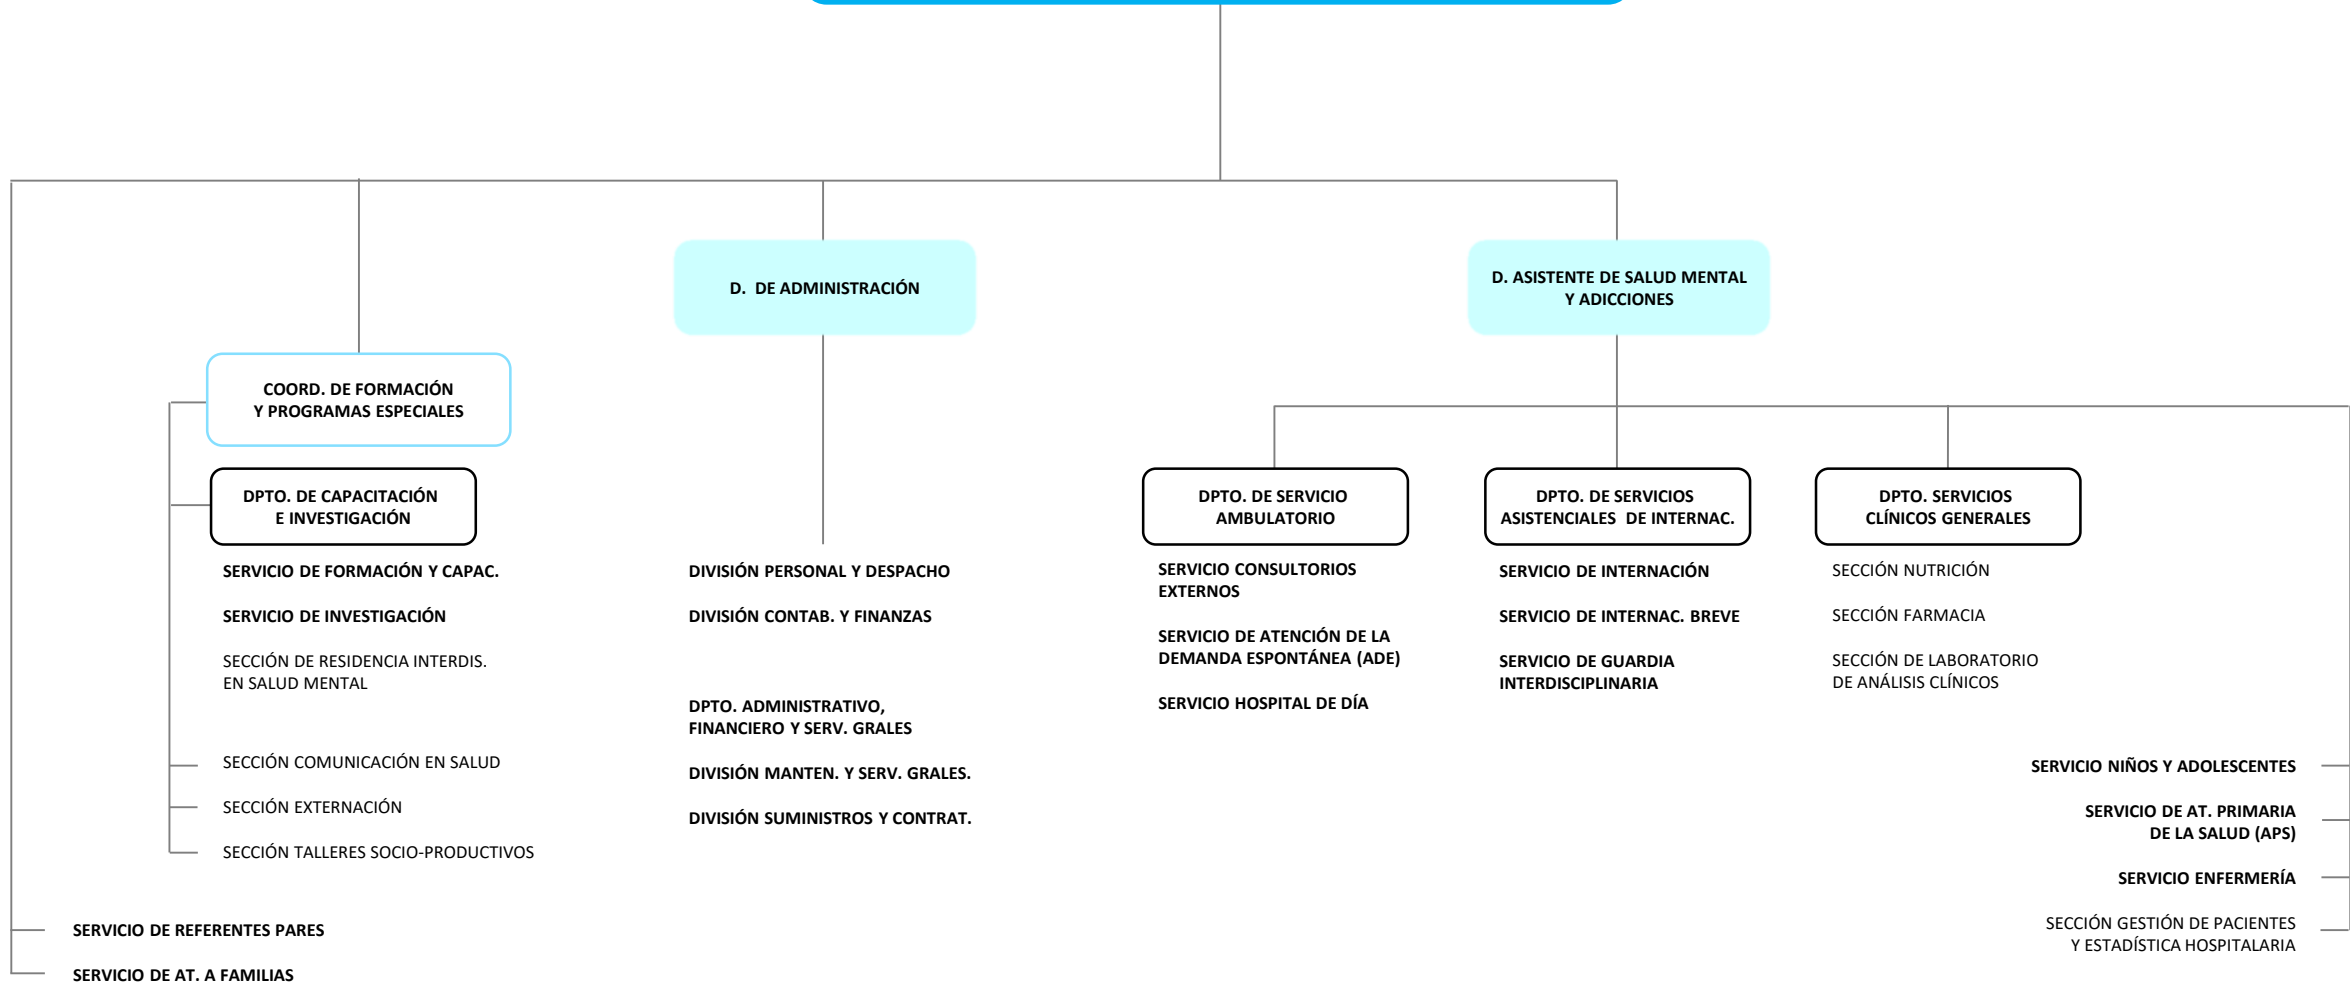 D. DE ADMINISTRACIÓN
D. ASISTENTE DE SALUD MENTAL
Y ADICCIONES
COORD. DE FORMACIÓN
Y PROGRAMAS ESPECIALES
DPTO. DE CAPACITACIÓN
E INVESTIGACIÓN
SERVICIO DE FORMACIÓN Y CAPAC.
SERVICIO DE INVESTIGACIÓN
SECCIÓN DE RESIDENCIA INTERDIS.
EN SALUD MENTAL
SECCIÓN COMUNICACIÓN EN SALUD
SECCIÓN EXTERNACIÓN
SECCIÓN TALLERES SOCIO-PRODUCTIVOS
SERVICIO DE REFERENTES PARES
SERVICIO DE AT. A FAMILIAS
DIVISIÓN PERSONAL Y DESPACHO
DIVISIÓN CONTAB. Y FINANZAS
DPTO. ADMINISTRATIVO,
FINANCIERO Y SERV. GRALES
DIVISIÓN MANTEN. Y SERV. GRALES.
DIVISIÓN SUMINISTROS Y CONTRAT.
DPTO. DE SERVICIO
AMBULATORIO
SERVICIO CONSULTORIOS
EXTERNOS
SERVICIO DE ATENCIÓN DE LA
DEMANDA ESPONTÁNEA (ADE)
SERVICIO HOSPITAL DE DÍA
DPTO. DE SERVICIOS
ASISTENCIALES DE INTERNAC.
SERVICIO DE INTERNACIÓN
SERVICIO DE INTERNAC. BREVE
SERVICIO DE GUARDIA
INTERDISCIPLINARIA
DPTO. SERVICIOS
CLÍNICOS GENERALES
SECCIÓN NUTRICIÓN
SECCIÓN FARMACIA
SECCIÓN DE LABORATORIO
DE ANÁLISIS CLÍNICOS
SERVICIO NIÑOS Y ADOLESCENTES
SERVICIO DE AT. PRIMARIA
DE LA SALUD (APS)
SERVICIO ENFERMERÍA
SECCIÓN GESTIÓN DE PACIENTES
Y ESTADÍSTICA HOSPITALARIA